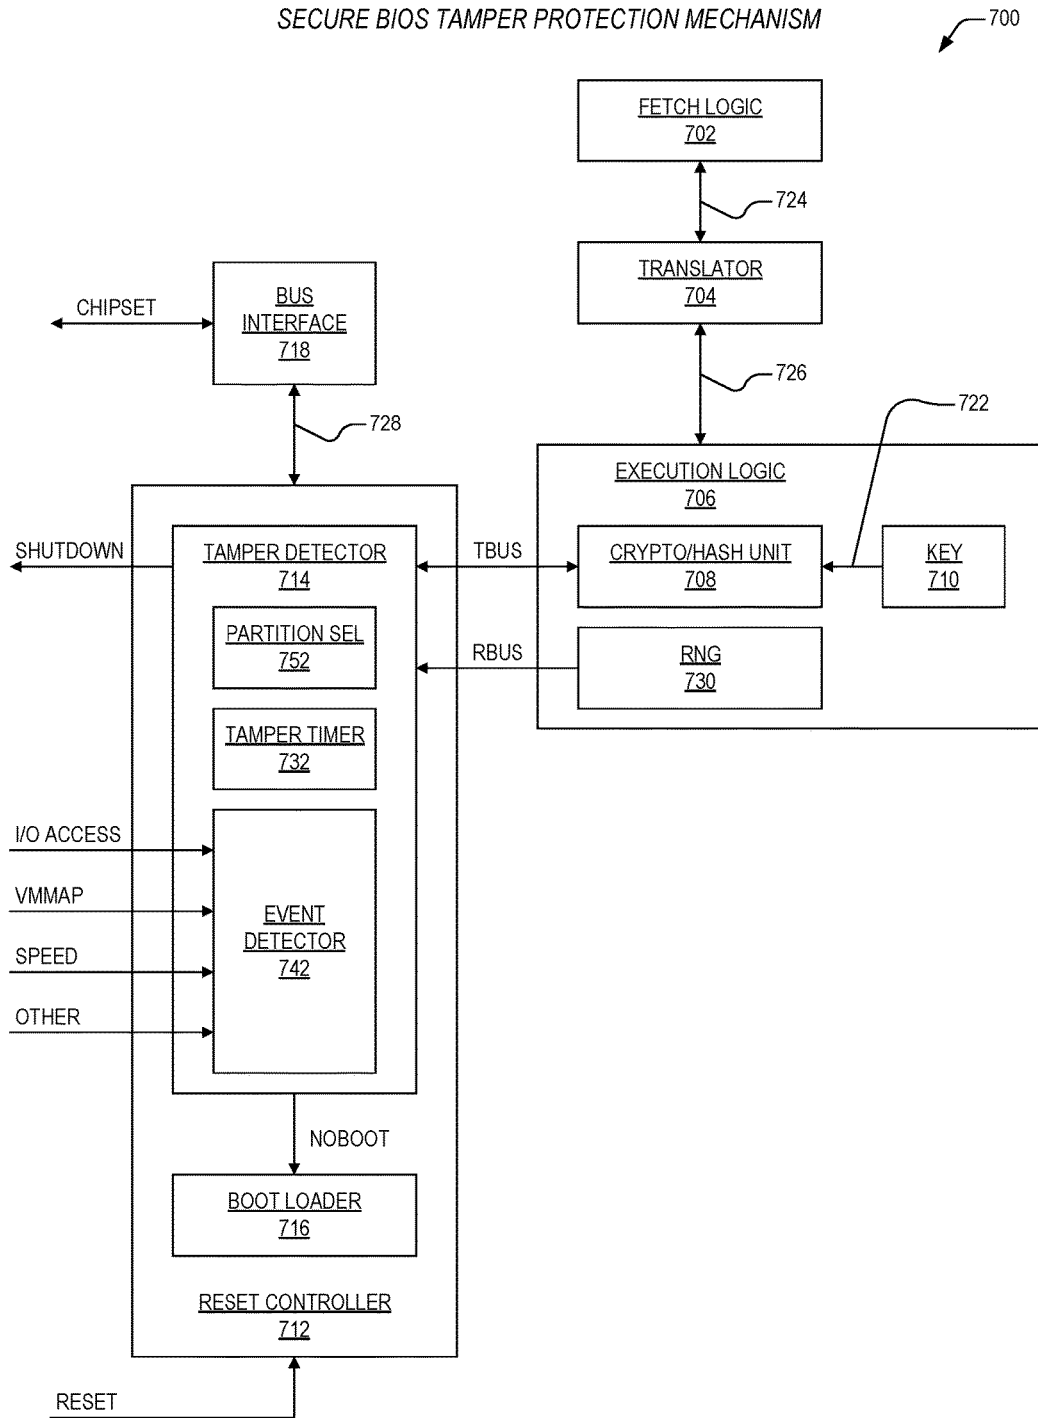 SECURE BIOS TAMPER PROTECTION MECHANISM
700
FETCH LOGIC
702
724
TRANSLATOR
704
CHIPSET
BUS
INTERFACE
718
726
728
722
EXECUTION LOGIC
706
SHUTDOWN
TAMPER DETECTOR
714
TBUS
CRYPTO/HASH UNIT
708
KEY
710
PARTITION SEL
752
RBUS
RNG
730
TAMPER TIMER
732
I/O ACCESS
VMMAP
SPEED
OTHER
EVENT
DETECTOR
742
NOBOOT
BOOT LOADER
716
RESET CONTROLLER
712
RESET